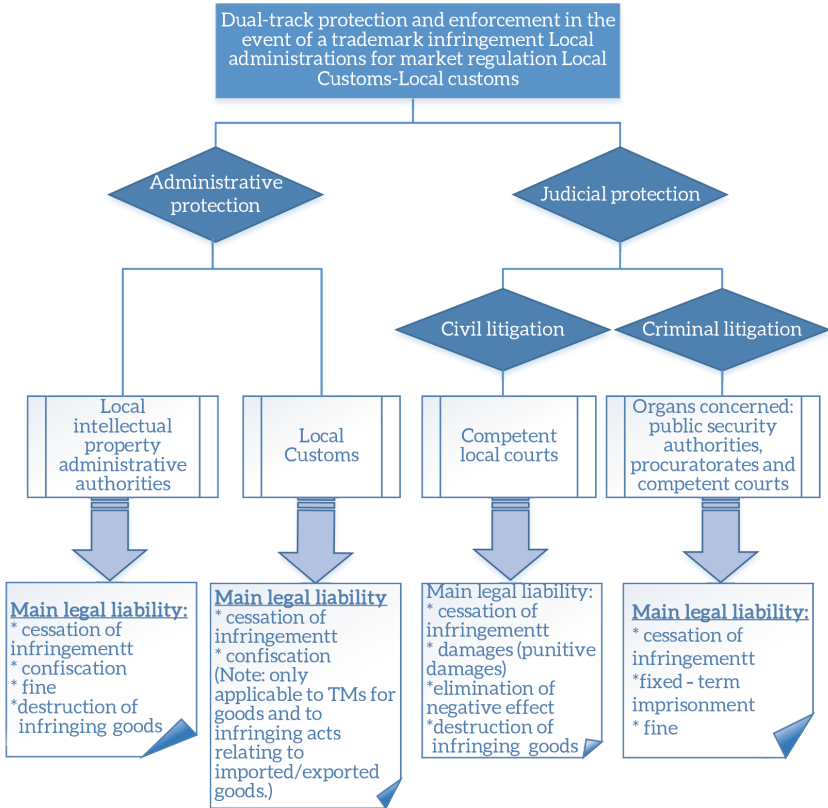 Dual-track protection and enforcement in the
event of a trademark infringement Local
administrations for market regulation Local
Customs-Local customs
Administrative
protection
Judicial protection
Civil litigation
Criminal litigation
Local
intellectual
property
administrative
authorities
Local
Customs
Competent
local courts
Organs concerned:
public security
authorities,
procuratorates and
competent courts
Main legal liability:
* cessation of
infringementt
* confiscation
* fine
*destruction of
infringing goods
Main legal liability
* cessation of
infringementt
* confiscation
(Note: only
applicable to TMs for
goods and to
infringing acts
relating to
imported/exported
goods.)
Main legal liability:
* cessation of
infringementt
* damages (punitive
damages)
*elimination of
negative effect
*destruction of
infringing goods
Main legal liability:
* cessation of
infringementt
*fixed - term
imprisonment
* fine